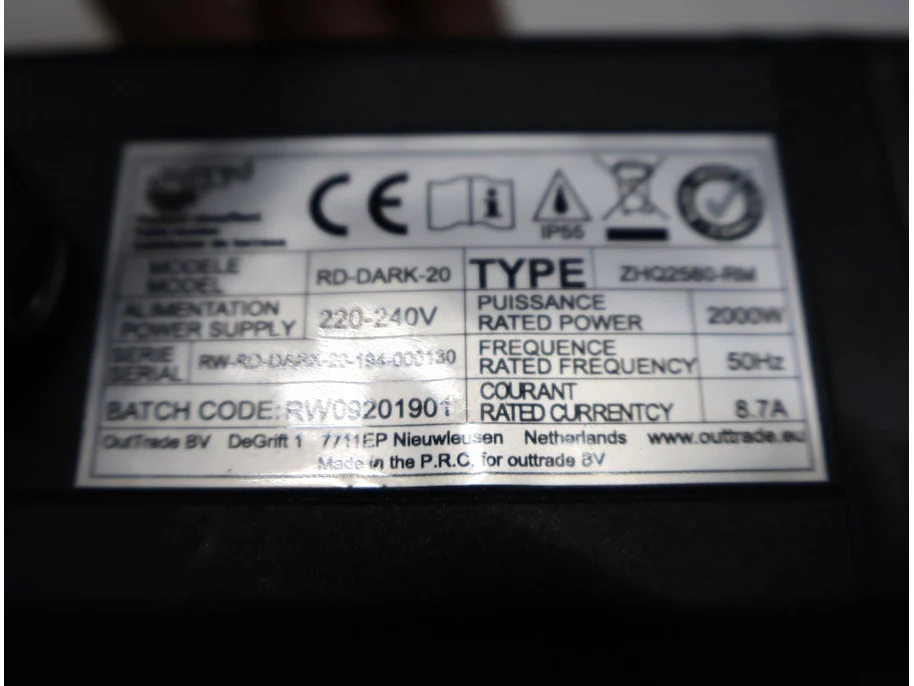 CE
IP55
MODELE
MODEL
RD-DARK-20
TYPE
ZHQ2580-RM
ALIMENTATION
POWER SUPPLY
220-240V
PUISSANCE
RATED POWER
2000W
SERIE
SERIAL
FREQUENCE
RATED FREQUENCY
50Hz
BATCH CODE: RW09201901
COURANT
RATED CURRENTCY
8.7A
OutTrade BV DeGrift 1 7711EP Nieuwleusen Netherlands www.outtrade.eu
Made in the P.R.C. for outtrade BV